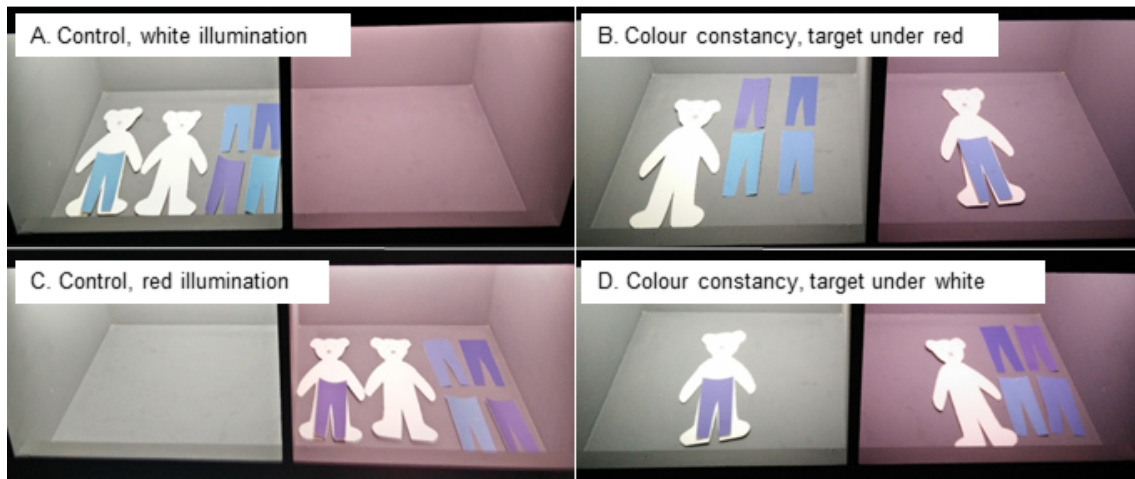 A. Control, white illumination
B. Colour constancy, target under red
C. Control, red illumination
D. Colour constancy, target under white